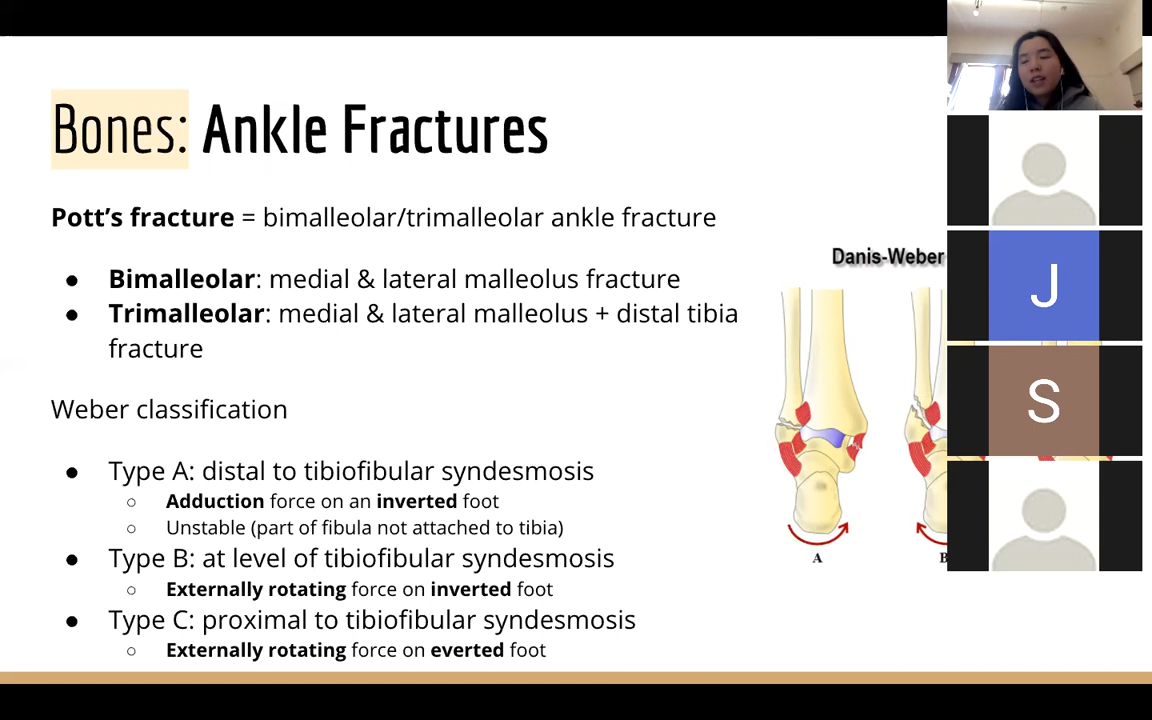 Bones: Ankle Fractures
Pott’s fracture = bimalleolar/trimalleolar ankle fracture
● Bimalleolar: medial & lateral malleolus fracture
● Trimalleolar: medial & lateral malleolus + distal tibia
fracture
Weber classification
● Type A: distal to tibiofibular syndesmosis
○ Adduction force on an inverted foot
○ Unstable (part of fibula not attached to tibia)
● Type B: at level of tibiofibular syndesmosis
○ Externally rotating force on inverted foot
● Type C: proximal to tibiofibular syndesmosis
○ Externally rotating force on everted foot
Danis-Weber
A
B
J
S